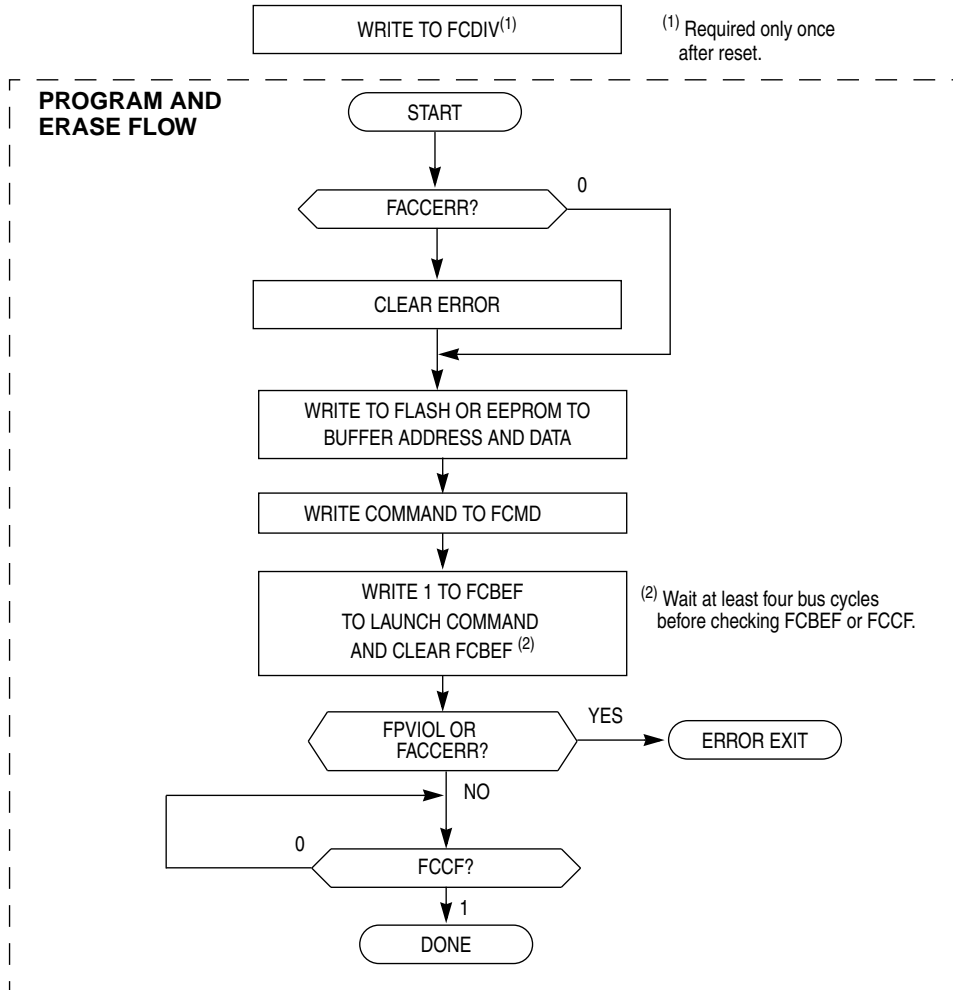 WRITE TO FCDIV(1)
(1) Required only once
after reset.
PROGRAM AND
ERASE FLOW
START
0
FACCERR?
CLEAR ERROR
WRITE TO FLASH OR EEPROM TO
BUFFER ADDRESS AND DATA
WRITE COMMAND TO FCMD
WRITE 1 TO FCBEF
TO LAUNCH COMMAND
AND CLEAR FCBEF (2)
(2) Wait at least four bus cycles
before checking FCBEF or FCCF.
FPVIOL OR
FACCERR?
YES
ERROR EXIT
NO
0
FCCF?
1
DONE